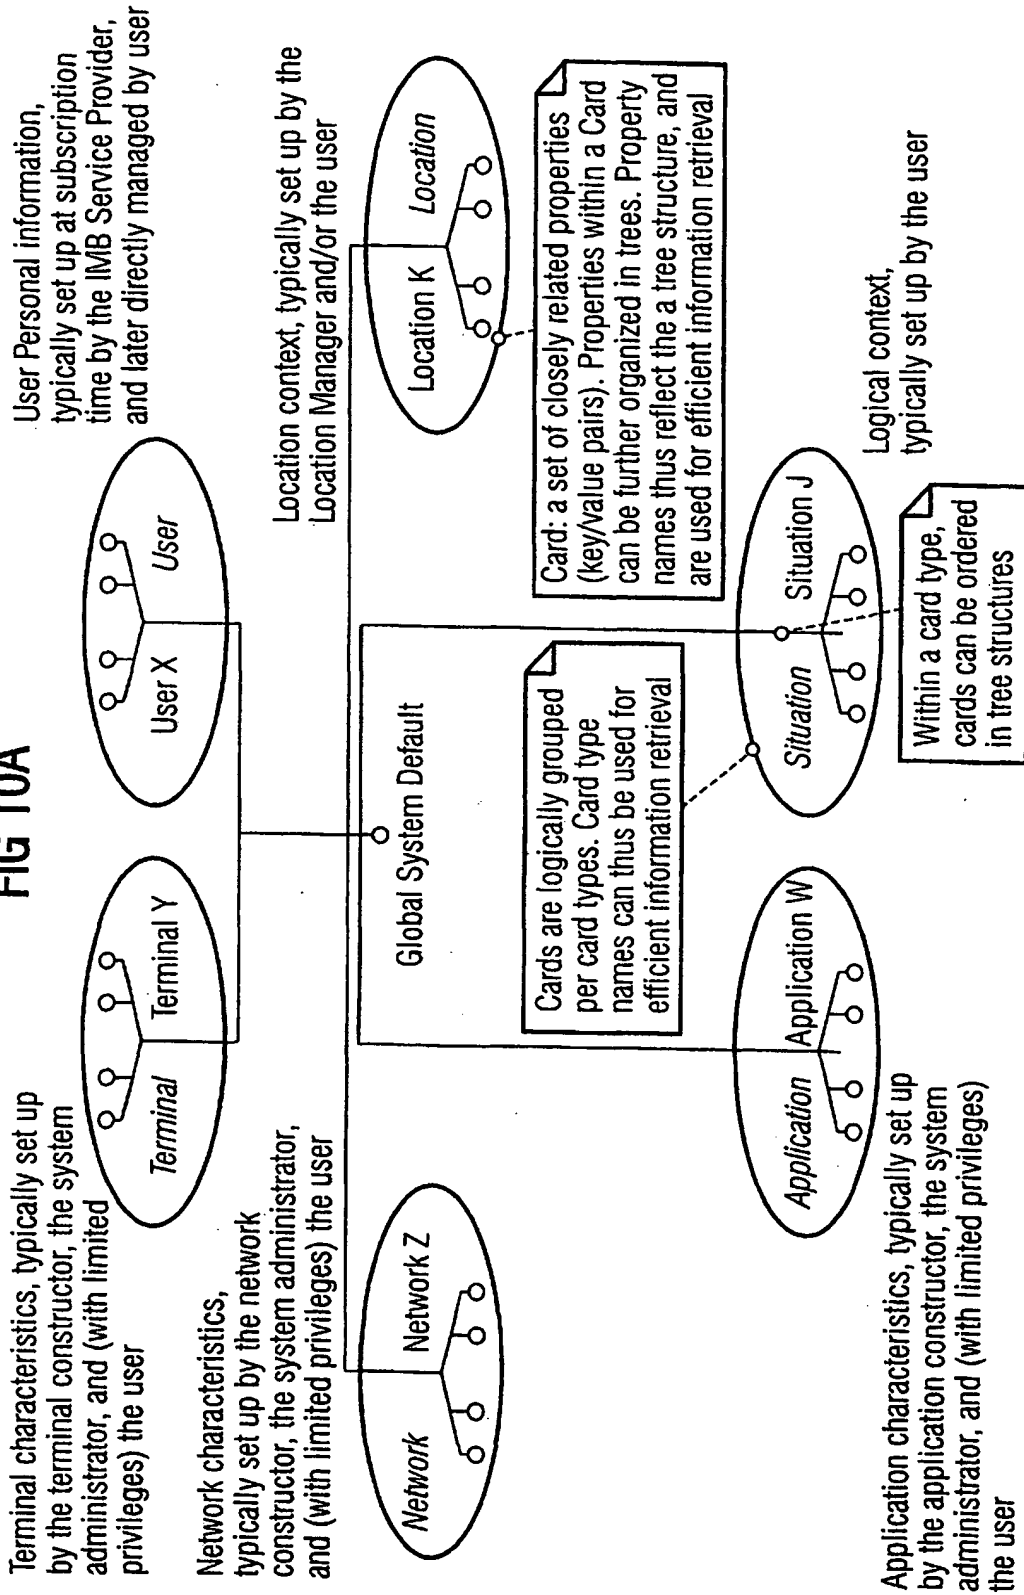 FIG 10A
Terminal characteristics, typically set up
by the terminal constructor, the system
administrator, and (with limited
privileges) the user
Terminal
Terminal Y
User X
User
User Personal information,
typically set up at subscription
time by the IMB Service Provider,
and later directly managed by user
Network characteristics,
typically set up by the network
constructor, the system administrator,
and (with limited privileges) the user
Network
Network Z
Global System Default
Location context, typically set up by the
Location Manager and/or the user
Location K
Location
Cards are logically grouped
per card types. Card type
names can thus be used for
efficient information retrieval
Card: a set of closely related properties
(key/value pairs). Properties within a Card
can be further organized in trees. Property
names thus reflect the a tree structure, and
are used for efficient information retrieval
Application
Application W
Situation
Situation J
Logical context,
typically set up by the user
Application characteristics, typically set up
by the application constructor, the system
administrator, and (with limited privileges)
the user
Within a card type,
cards can be ordered
in tree structures